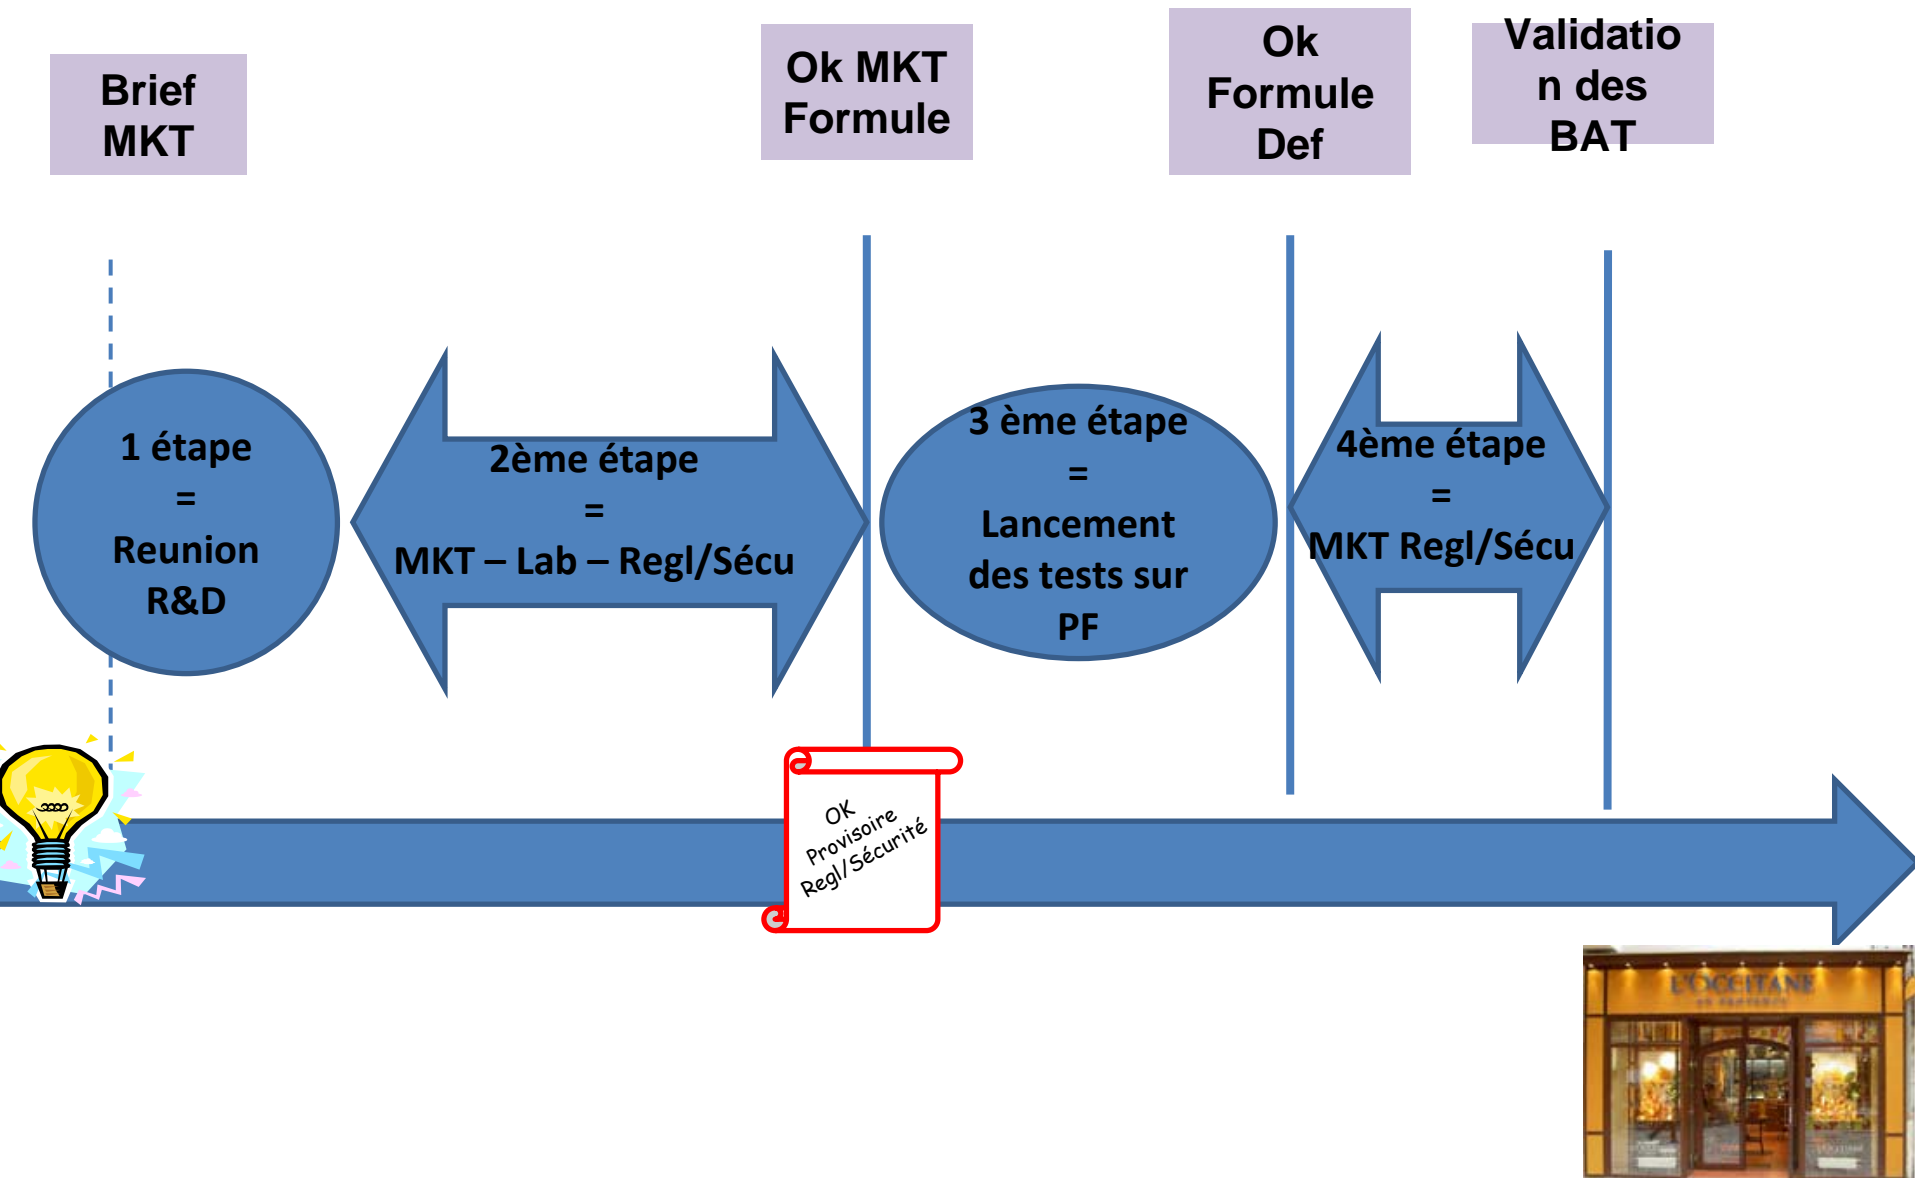 Brief
MKT
Ok MKT
Formule
Ok
Formule
Def
Validatio
n des
BAT
1 étape
=
Reunion
R&D
2ème étape
=
MKT – Lab – Regl/Sécu
3 ème étape
=
Lancement
des tests sur
PF
4ème étape
=
MKT Regl/Sécu
OK
Provisoire
Regl/Sécurité
L'OCCITANE
EN PROVENCE